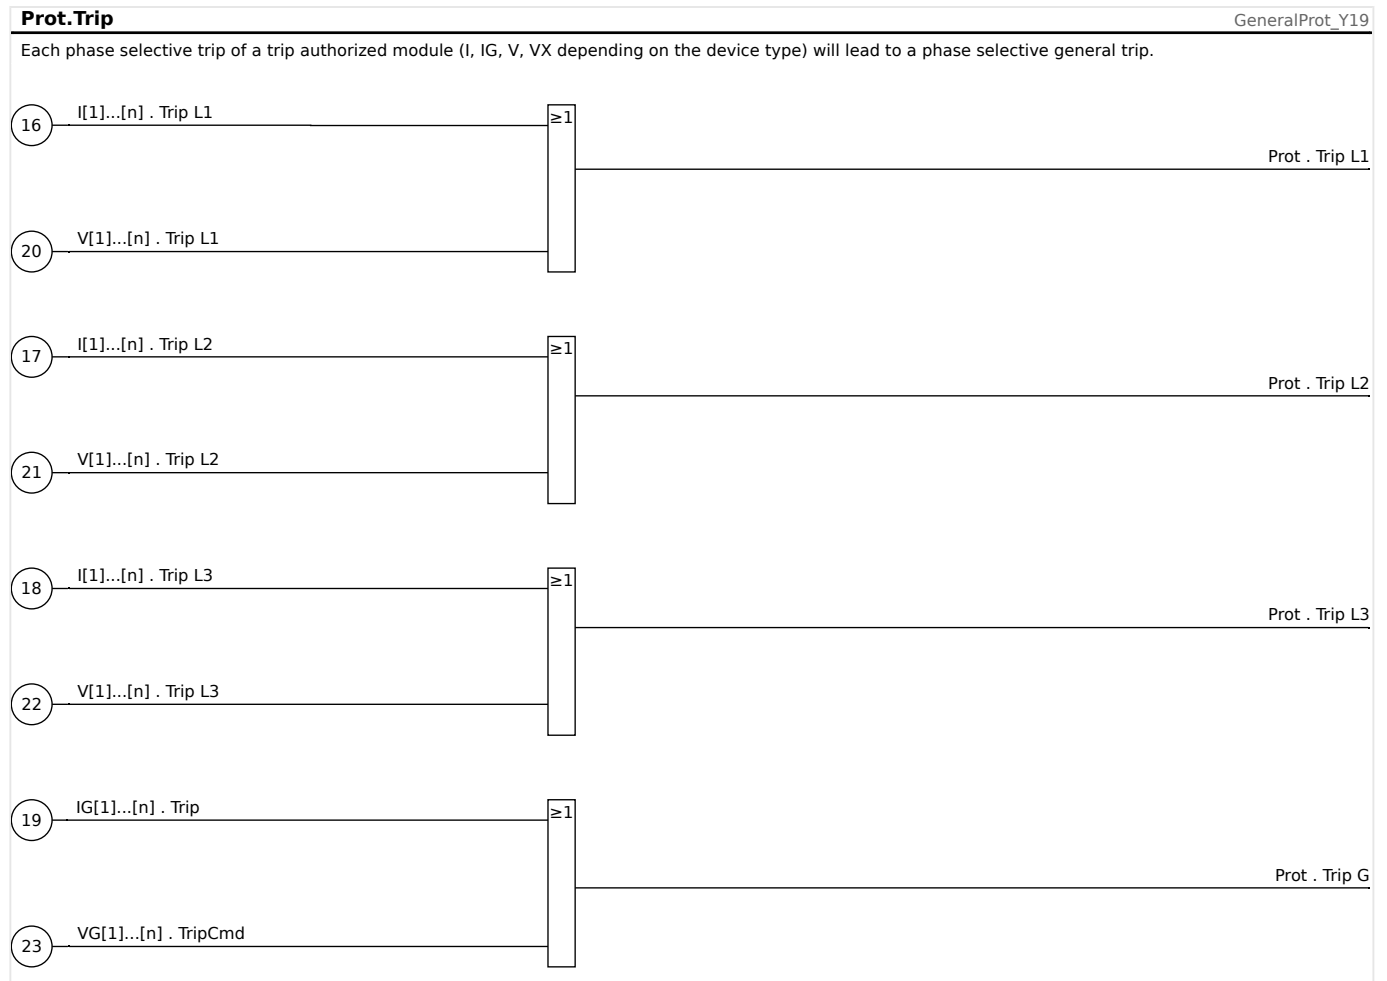 Prot.Trip
GeneralProt_Y19
Each phase selective trip of a trip authorized module (I, IG, V, VX depending on the device type) will lead to a phase selective general trip.
16
I[1]...[n] . Trip L1
≥1
Prot . Trip L1
20
V[1]...[n] . Trip L1
17
I[1]...[n] . Trip L2
≥1
Prot . Trip L2
21
V[1]...[n] . Trip L2
18
I[1]...[n] . Trip L3
≥1
Prot . Trip L3
22
V[1]...[n] . Trip L3
19
IG[1]...[n] . Trip
≥1
Prot . Trip G
23
VG[1]...[n] . TripCmd